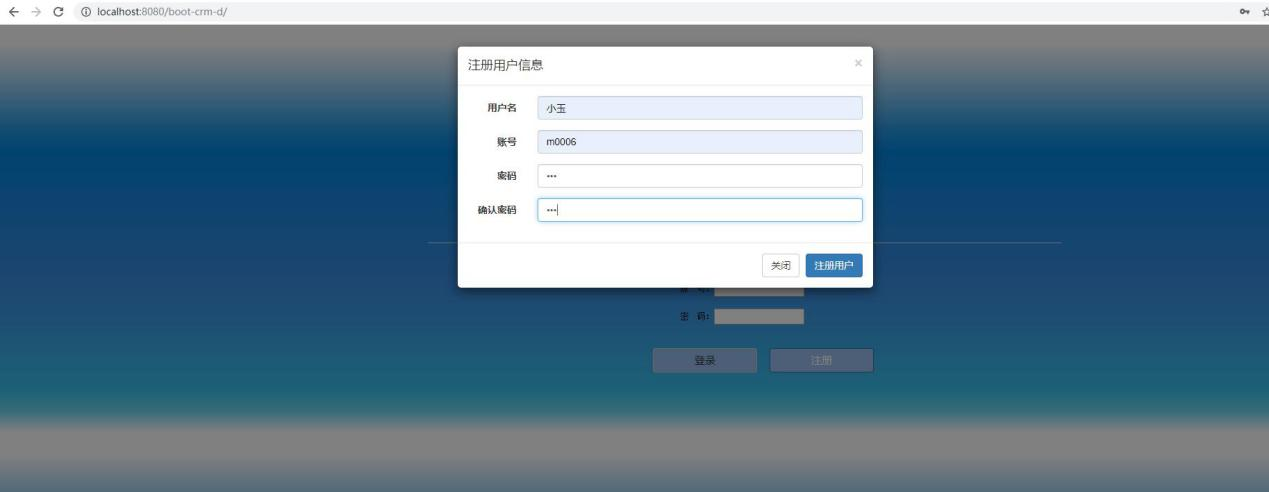 localhost:8080/boot-crm-d/
注册用户信息 ×
用户名 小玉
账号 m0006
密码 •••
确认密码 •••
关闭 注册用户
密 码:
登录 注册